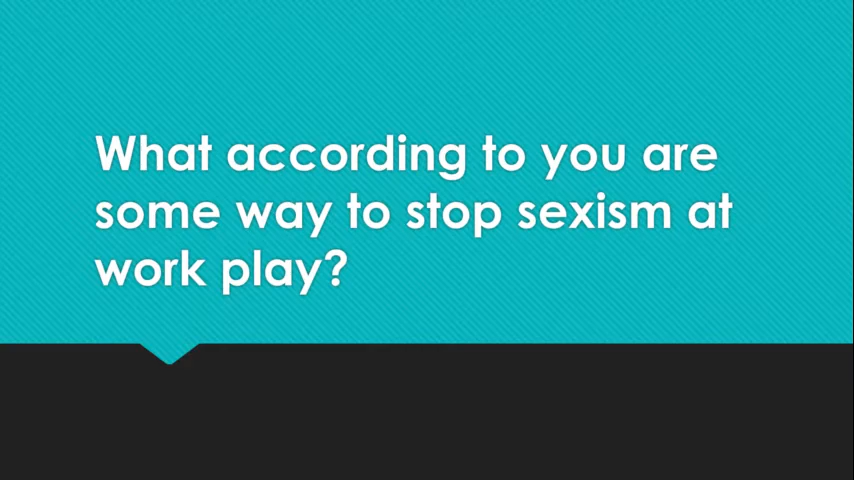 What according to you are
some way to stop sexism at
work play?